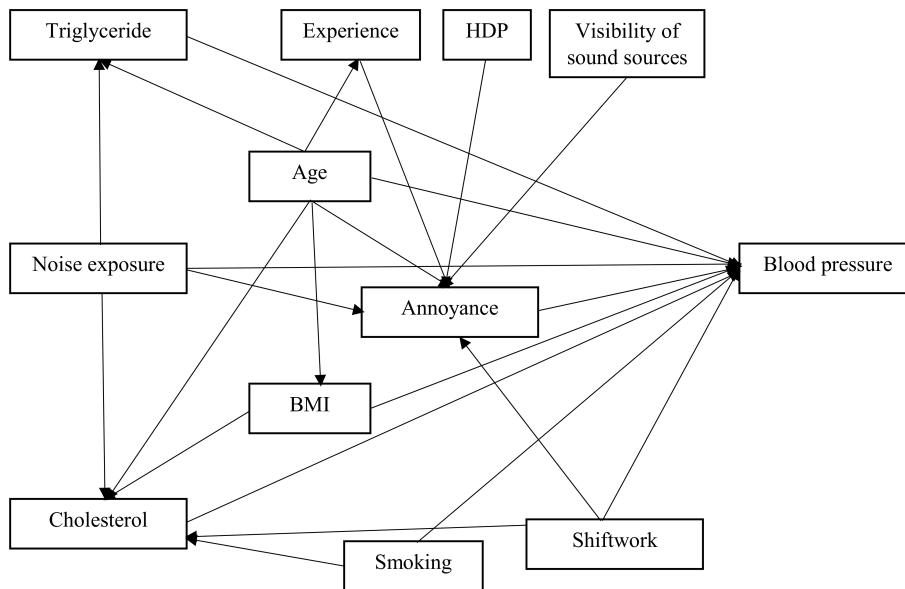 Triglyceride
Experience
HDP
Visibility of
sound sources
Age
Noise exposure
Blood pressure
Annoyance
BMI
Cholesterol
Shiftwork
Smoking